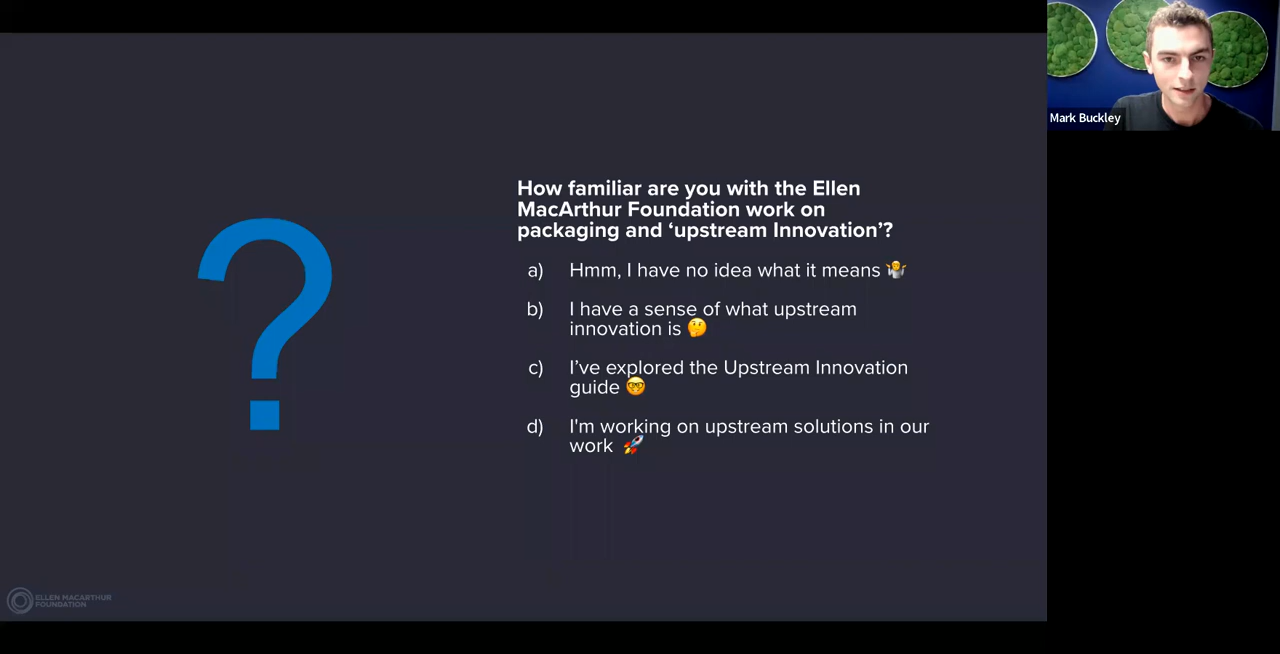 How familiar are you with the Ellen
MacArthur Foundation work on
packaging and ‘upstream Innovation’?
a) Hmm, I have no idea what it means 🤷
b) I have a sense of what upstream
innovation is 🤔
c) I’ve explored the Upstream Innovation
guide 🤓
d) I'm working on upstream solutions in our
work 🚀
?
ELLEN MACARTHUR
FOUNDATION
Mark Buckley